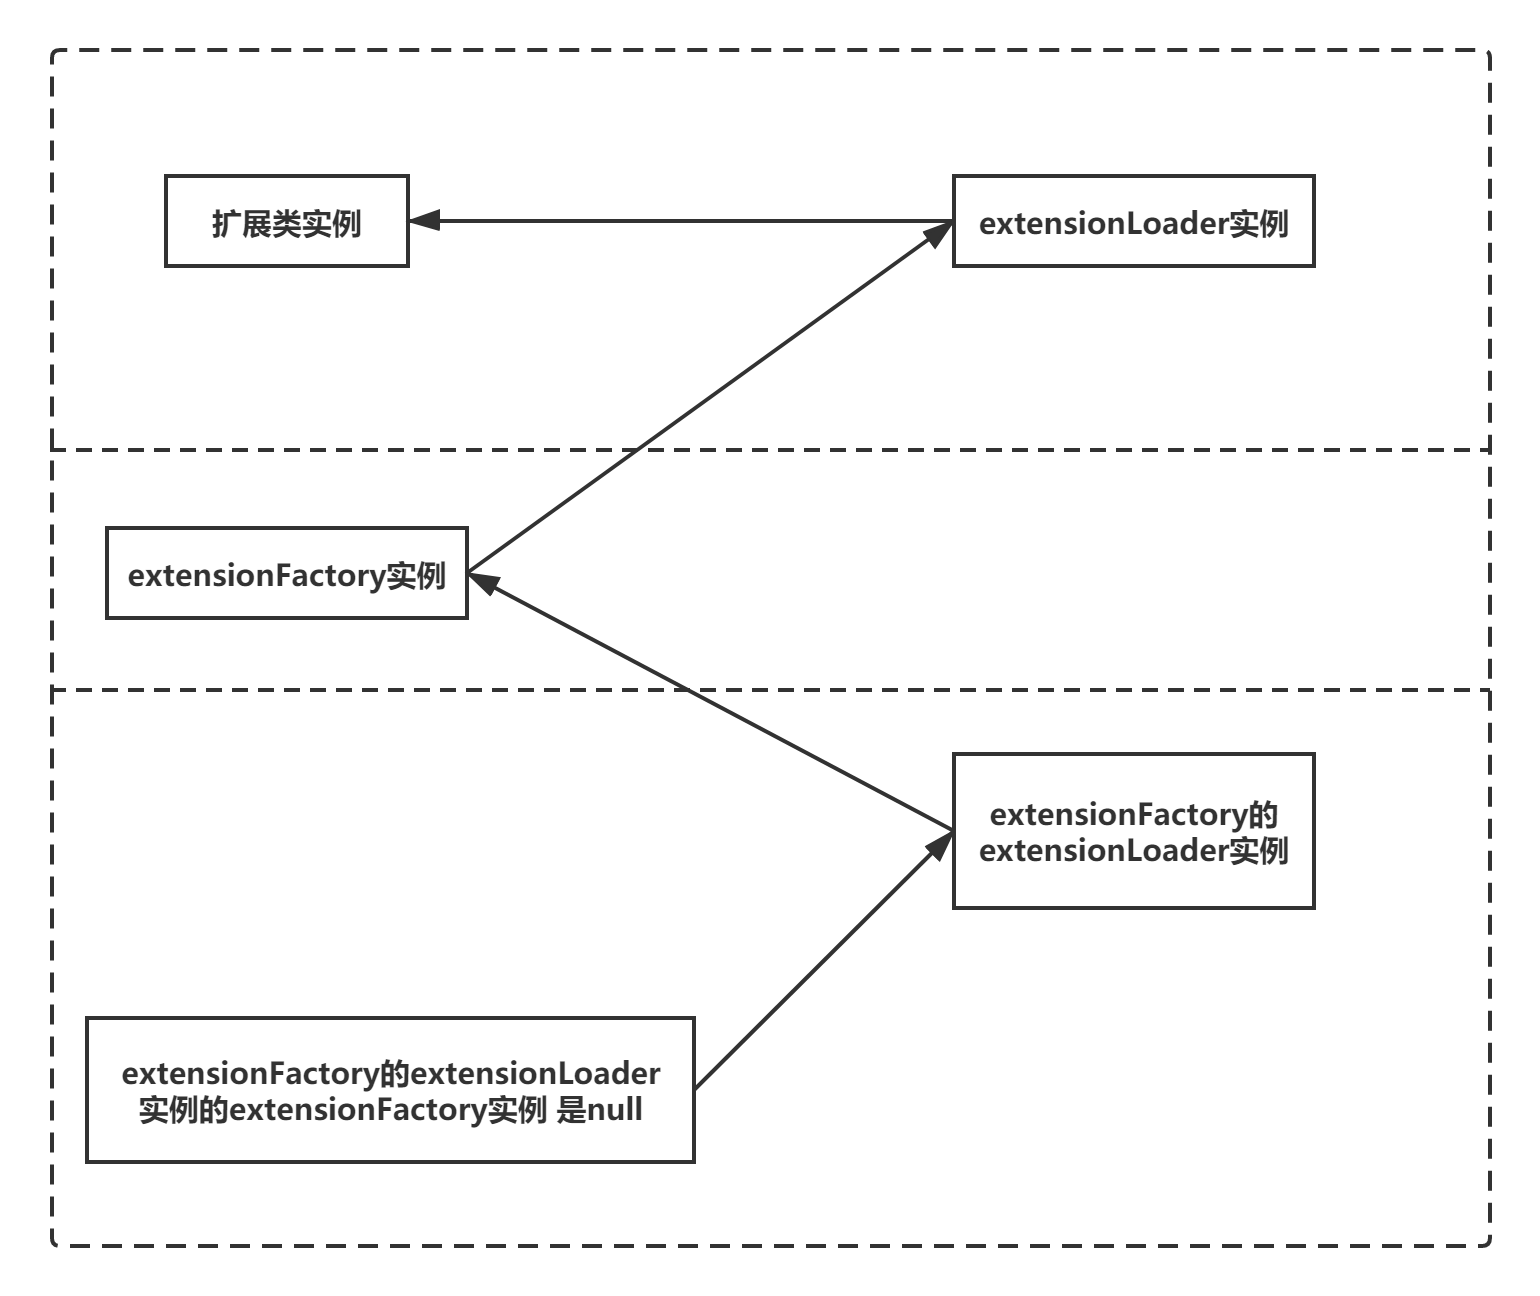 扩展类实例
extensionLoader实例
extensionFactory实例
extensionFactory的
extensionLoader实例
extensionFactory的extensionLoader
实例的extensionFactory实例 是null